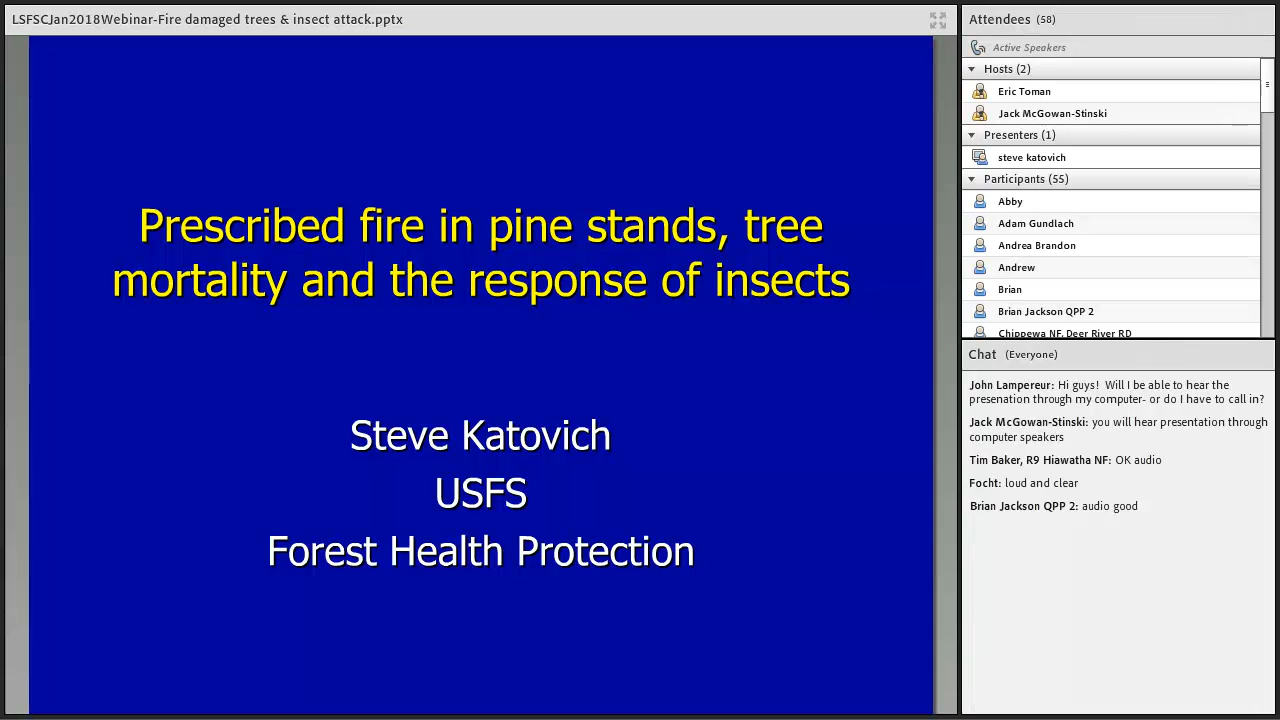 LSFSCJan2018Webinar-Fire damaged trees & insect attack.pptx
Prescribed fire in pine stands, tree
mortality and the response of insects
Steve Katovich
USFS
Forest Health Protection
Attendees (58)
Active Speakers
Hosts (2)
Eric Toman
Jack McGowan-Stinski
Presenters (1)
steve katovich
Participants (55)
Abby
Adam Gundlach
Andrea Brandon
Andrew
Brian
Brian Jackson QPP 2
Chippewa NF, Deer River RD
Chat (Everyone)
John Lampereur: Hi guys! Will I be able to hear the
presenation through my computer- or do I have to call in?
Jack McGowan-Stinski: you will hear presentation through
computer speakers
Tim Baker, R9 Hiawatha NF: OK audio
Focht: loud and clear
Brian Jackson QPP 2: audio good